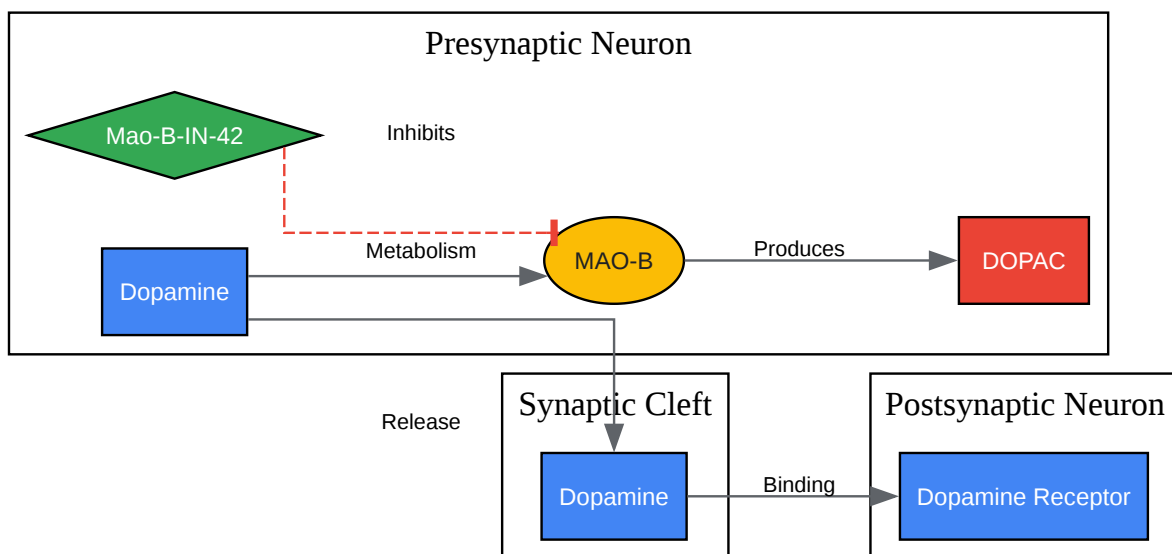 Presynaptic Neuron
Mao-B-IN-42
Inhibits
Metabolism
Produces
MAO-B
DOPAC
Dopamine
Synaptic Cleft
Postsynaptic Neuron
Release
Dopamine
Binding
Dopamine Receptor